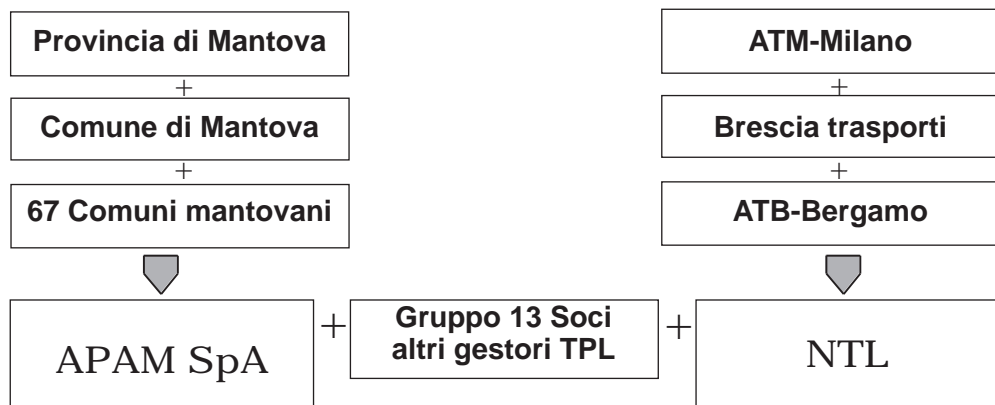 Provincia di Mantova
+
Comune di Mantova
+
67 Comuni mantovani
ATM-Milano
+
Brescia trasporti
+
ATB-Bergamo
APAM SpA
+
Gruppo 13 Soci
altri gestori TPL
+
NTL